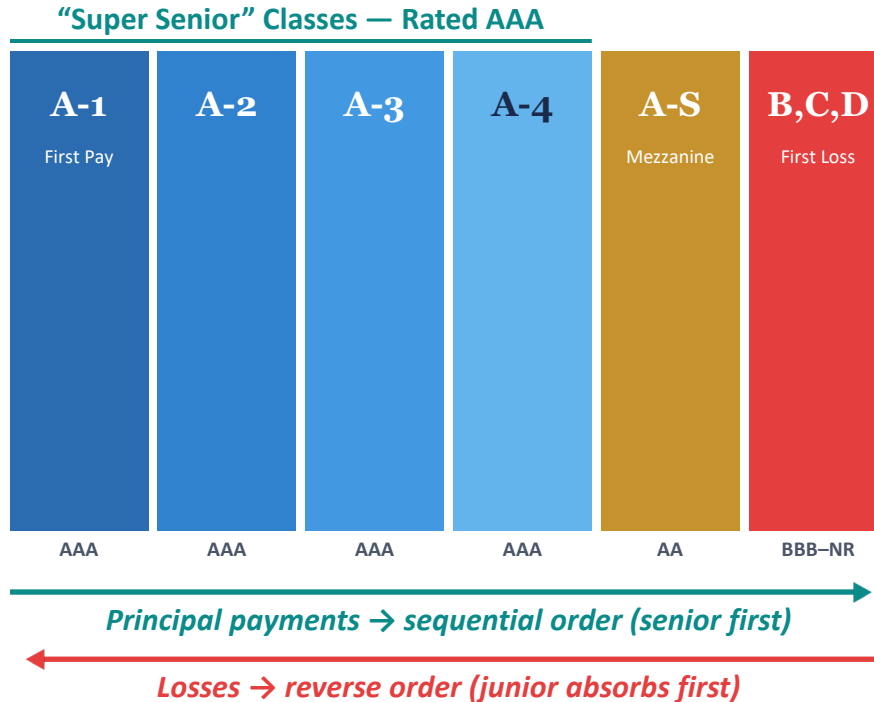 “Super Senior” Classes — Rated AAA
A-1
A-2
A-3
A-4
A-S
B,C,D
First Pay
Mezzanine
First Loss
AAA
AAA
AAA
AAA
AA
BBB–NR
Principal payments → sequential order (senior first)
Losses → reverse order (junior absorbs first)